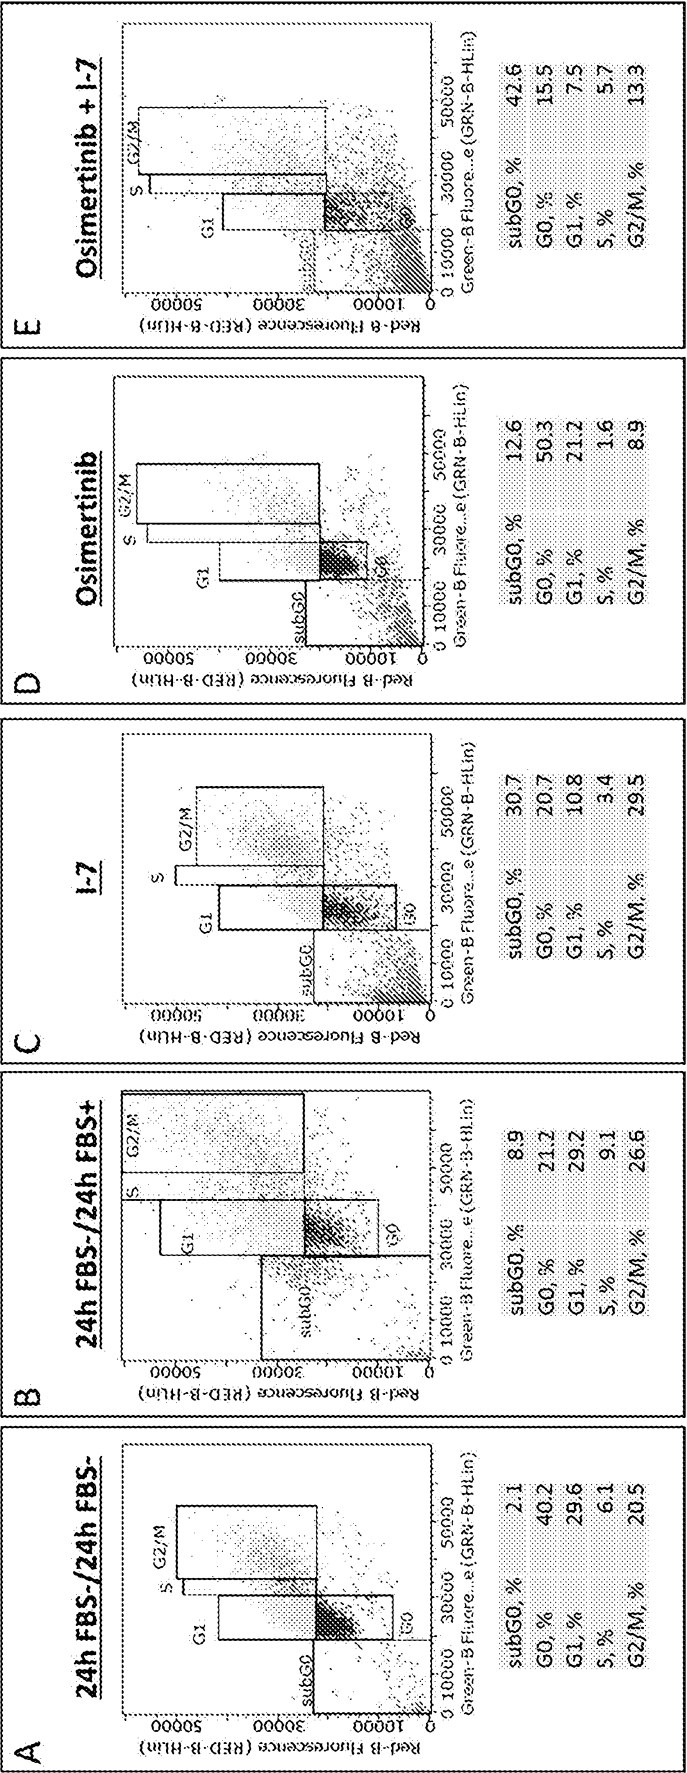 A
24h FBS-/24h FBS-
Red-B Fluorescence (RED-B-HLin)
50000
30000
10000
0
G2/M
S
G1
subG0
G0
0 10000 30000 50000
Green-B Fluore...e (GRN-B-HLin)
subG0, % 2.1
G0, % 40.2
G1, % 29.6
S, % 6.1
G2/M, % 20.5
B
24h FBS-/24h FBS+
Red-B Fluorescence (RED-B-HLin)
50000
30000
10000
0
G2/M
S
G1
subG0
G0
0 10000 30000 50000
Green-B Fluore...e (GRN-B-HLin)
subG0, % 8.9
G0, % 21.2
G1, % 29.2
S, % 9.1
G2/M, % 26.6
C
I-7
Red-B Fluorescence (RED-B-HLin)
50000
30000
10000
0
G2/M
S
G1
subG0
G0
0 10000 30000 50000
Green-B Fluore...e (GRN-B-HLin)
subG0, % 30.7
G0, % 20.7
G1, % 10.8
S, % 3.4
G2/M, % 29.5
D
Osimertinib
Red-B Fluorescence (RED-B-HLin)
50000
30000
10000
0
G2/M
S
G1
subG0
G0
0 10000 30000 50000
Green-B Fluore...e (GRN-B-HLin)
subG0, % 12.6
G0, % 50.3
G1, % 21.2
S, % 1.6
G2/M, % 8.9
E
Osimertinib + I-7
Red-B Fluorescence (RED-B-HLin)
50000
30000
10000
0
G2/M
S
G1
subG0
G0
0 10000 30000 50000
Green-B Fluore...e (GRN-B-HLin)
subG0, % 42.6
G0, % 15.5
G1, % 7.5
S, % 5.7
G2/M, % 13.3